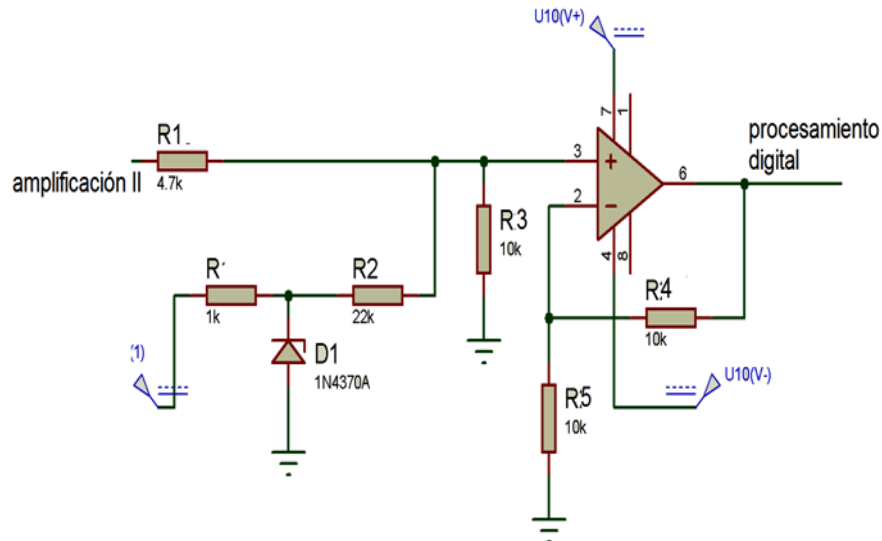 U10(V+)
R1
4.7k
amplificación II
7
1
3
+
2
−
6
4
8
procesamiento
digital
R3
10k
R'
1k
R2
22k
D1
1N4370A
(1)
R4
10k
U10(V-)
R5
10k